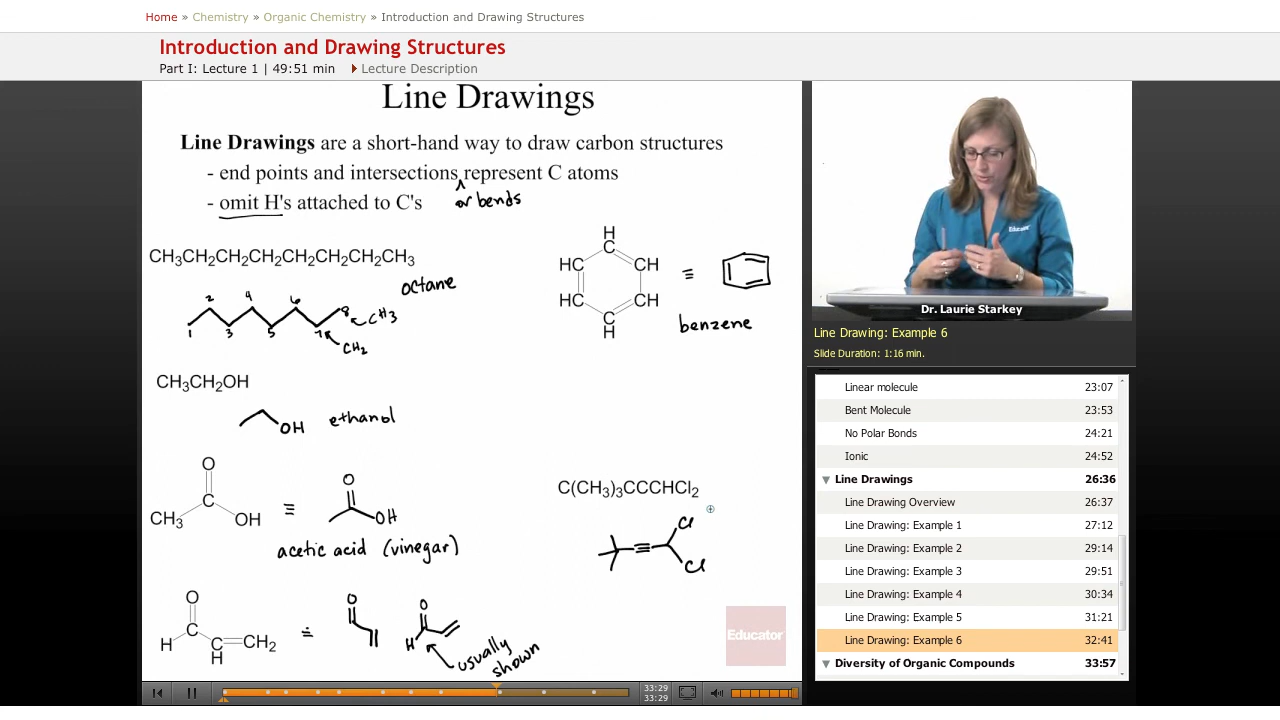 Home » Chemistry » Organic Chemistry » Introduction and Drawing Structures
Introduction and Drawing Structures
Part I: Lecture 1 | 49:51 min Lecture Description
Line Drawings
Line Drawings are a short-hand way to draw carbon structures
- end points and intersections represent C atoms
^ or bends
- omit H's attached to C's
CH3CH2CH2CH2CH2CH2CH2CH3
octane
1 2 3 4 5 6 7 8
CH3
CH2
H
C
HC CH
HC CH
C
H
≡
benzene
CH3CH2OH
OH ethanol
O
C
CH3 OH
≡
O
OH
acetic acid (vinegar)
C(CH3)3CCCHCl2
Cl
Cl
O
H C C CH2
H
≡
O
O
H
usually
shown
Educator
Educator
Dr. Laurie Starkey
Line Drawing: Example 6
Slide Duration: 1:16 min.
Linear molecule 23:07
Bent Molecule 23:53
No Polar Bonds 24:21
Ionic 24:52
Line Drawings 26:36
Line Drawing Overview 26:37
Line Drawing: Example 1 27:12
Line Drawing: Example 2 29:14
Line Drawing: Example 3 29:51
Line Drawing: Example 4 30:34
Line Drawing: Example 5 31:21
Line Drawing: Example 6 32:41
Diversity of Organic Compounds 33:57
33:29
33:29